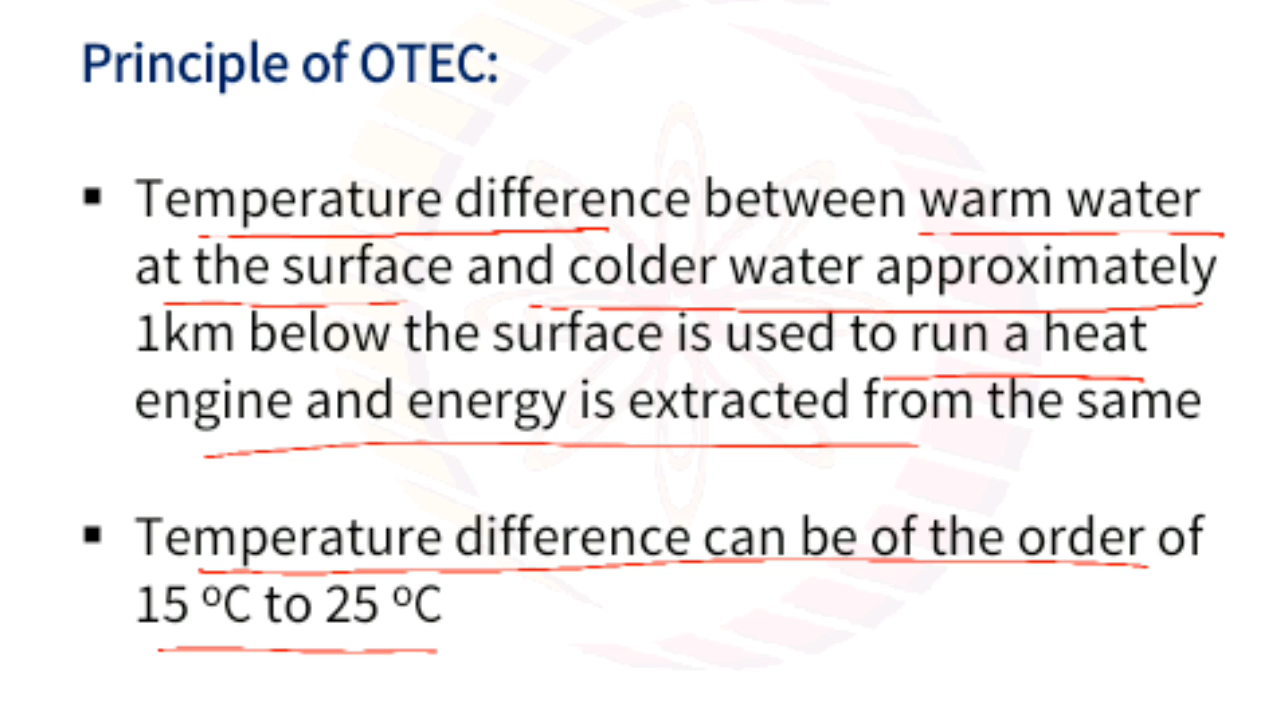 Principle of OTEC:
▪ Temperature difference between warm water
at the surface and colder water approximately
1km below the surface is used to run a heat
engine and energy is extracted from the same
▪ Temperature difference can be of the order of
15 ºC to 25 ºC